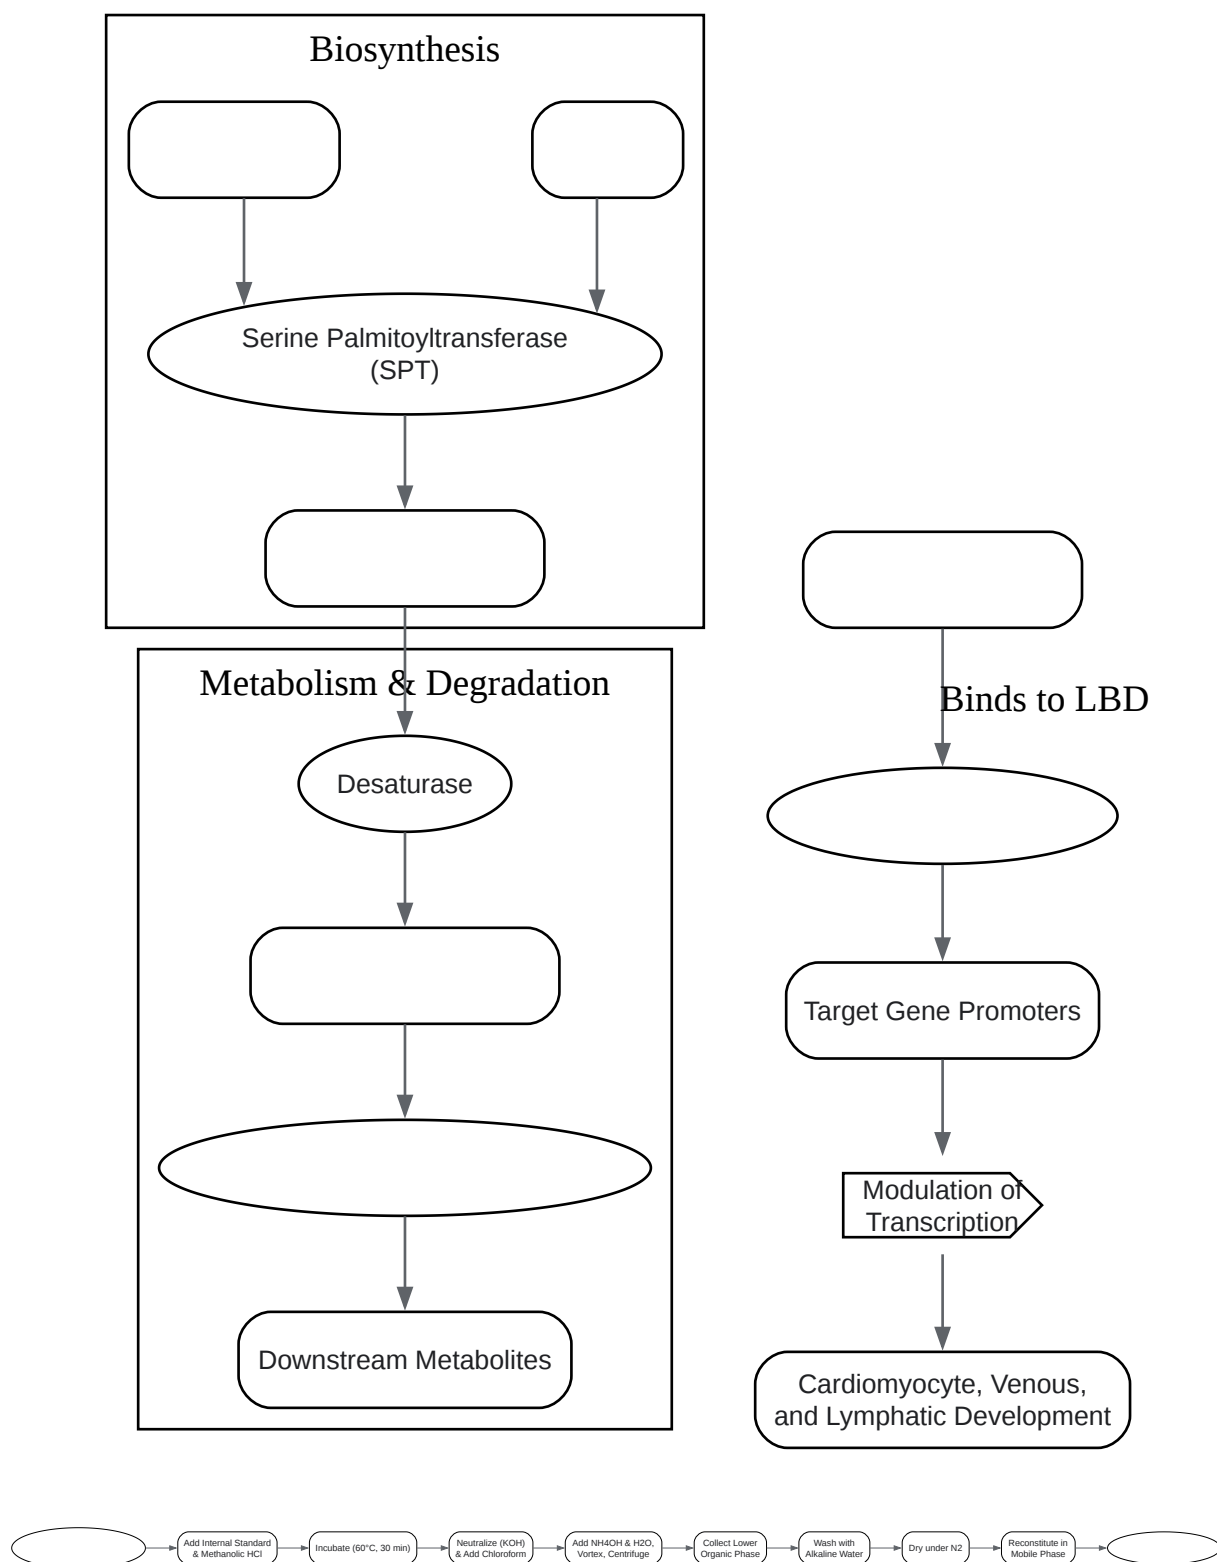 Biosynthesis
Serine Palmitoyltransferase
(SPT)
Metabolism & Degradation
Binds to LBD
Desaturase
Target Gene Promoters
Modulation of
Transcription
Downstream Metabolites
Cardiomyocyte, Venous,
and Lymphatic Development
Add Internal Standard
& Methanolic HCl
Incubate (60°C, 30 min)
Neutralize (KOH)
& Add Chloroform
Add NH4OH & H2O,
Vortex, Centrifuge
Collect Lower
Organic Phase
Wash with
Alkaline Water
Dry under N2
Reconstitute in
Mobile Phase